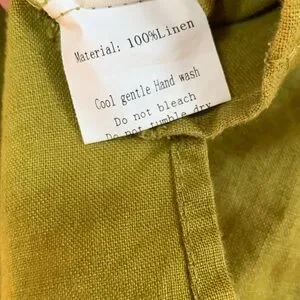 Material: 100%Linen
Cool gentle Hand wash
Do not bleach
Do not tumble dry